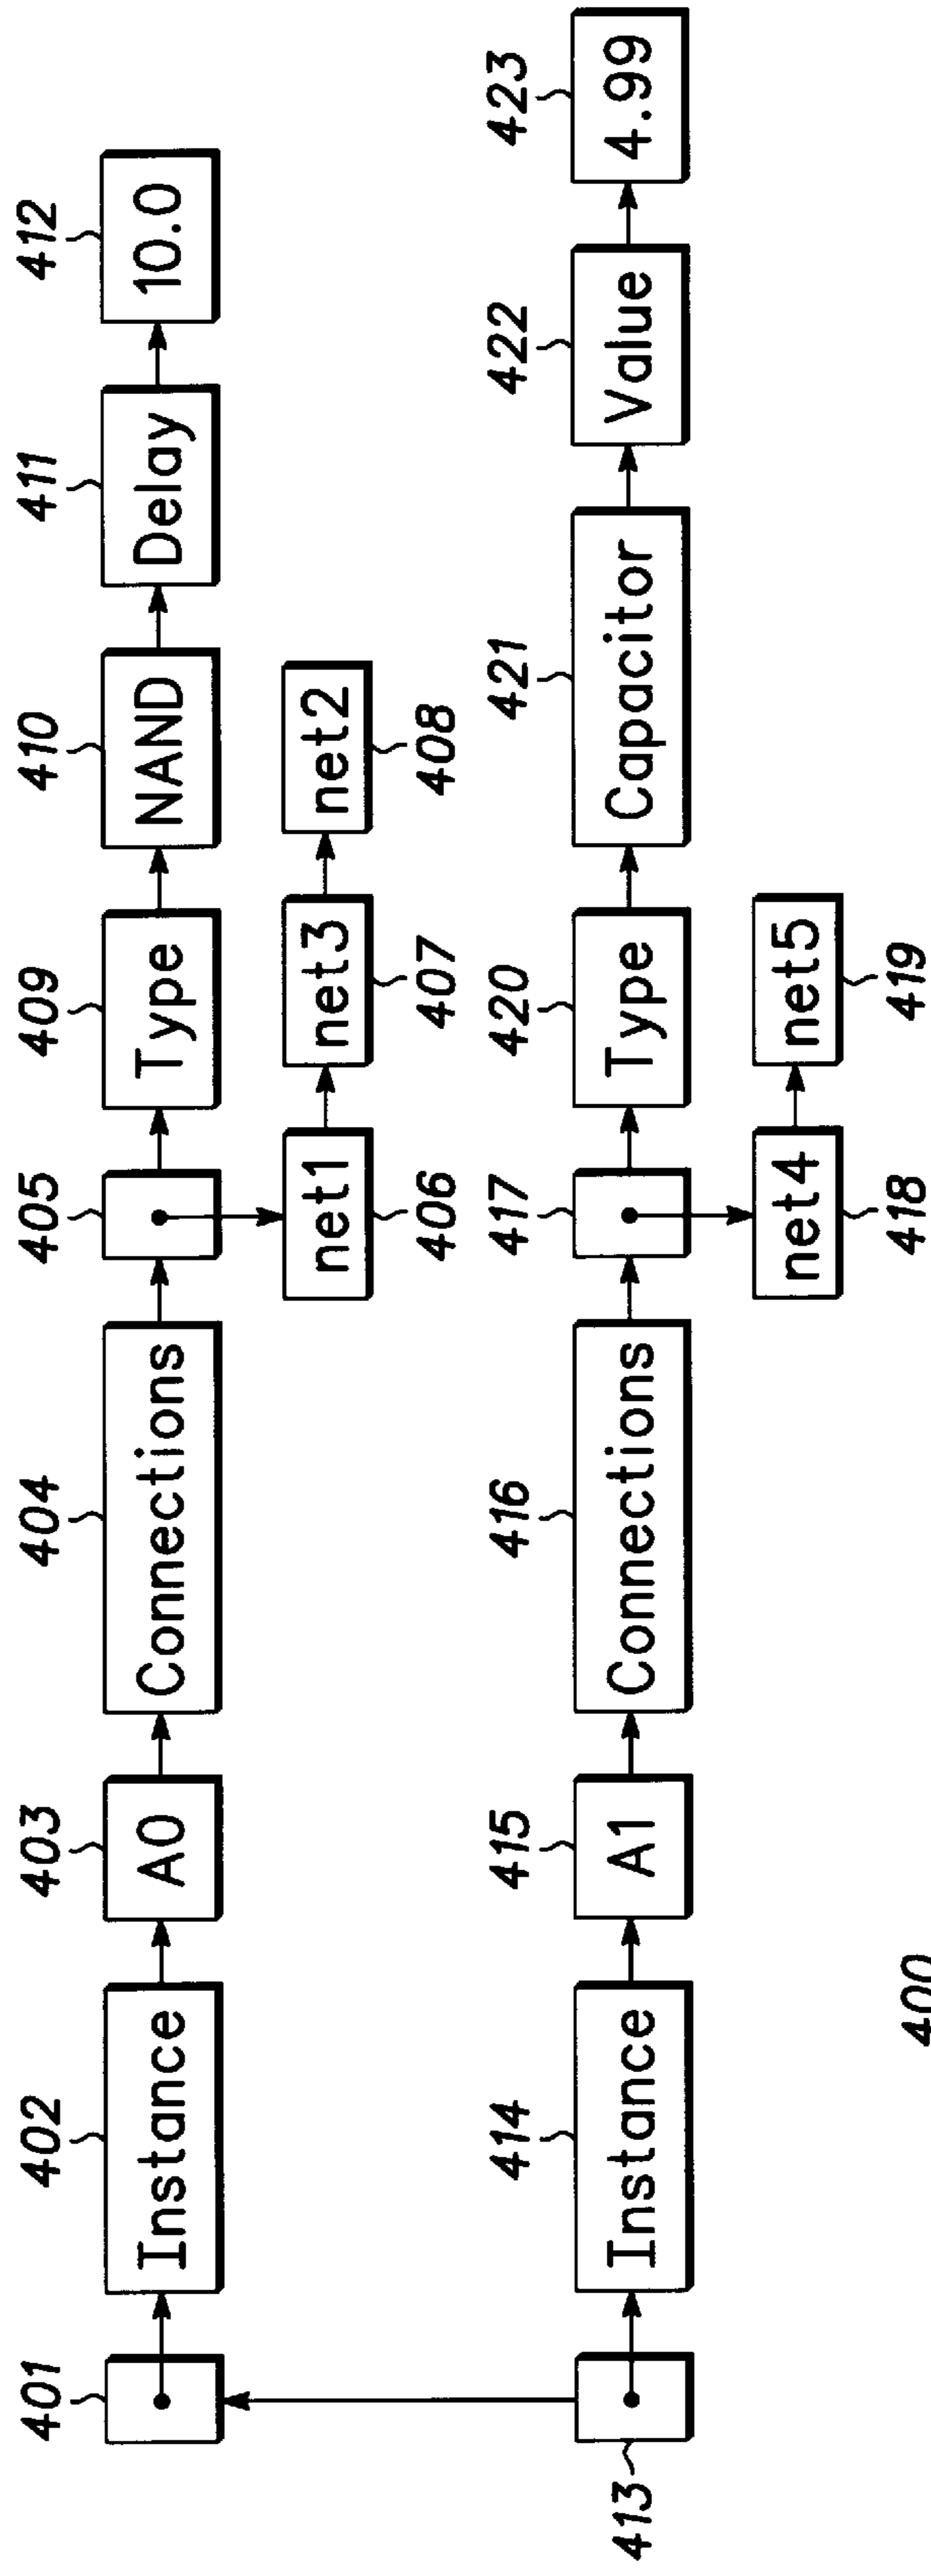 401 402 403 404 405 409 410 411 412
Instance A0 Connections Type NAND Delay 10.0
net1 net3 net2
406 407 408
414 415 416 417 420 421 422 423
Instance A1 Connections Type Capacitor Value 4.99
413
net4 net5
418 419
400